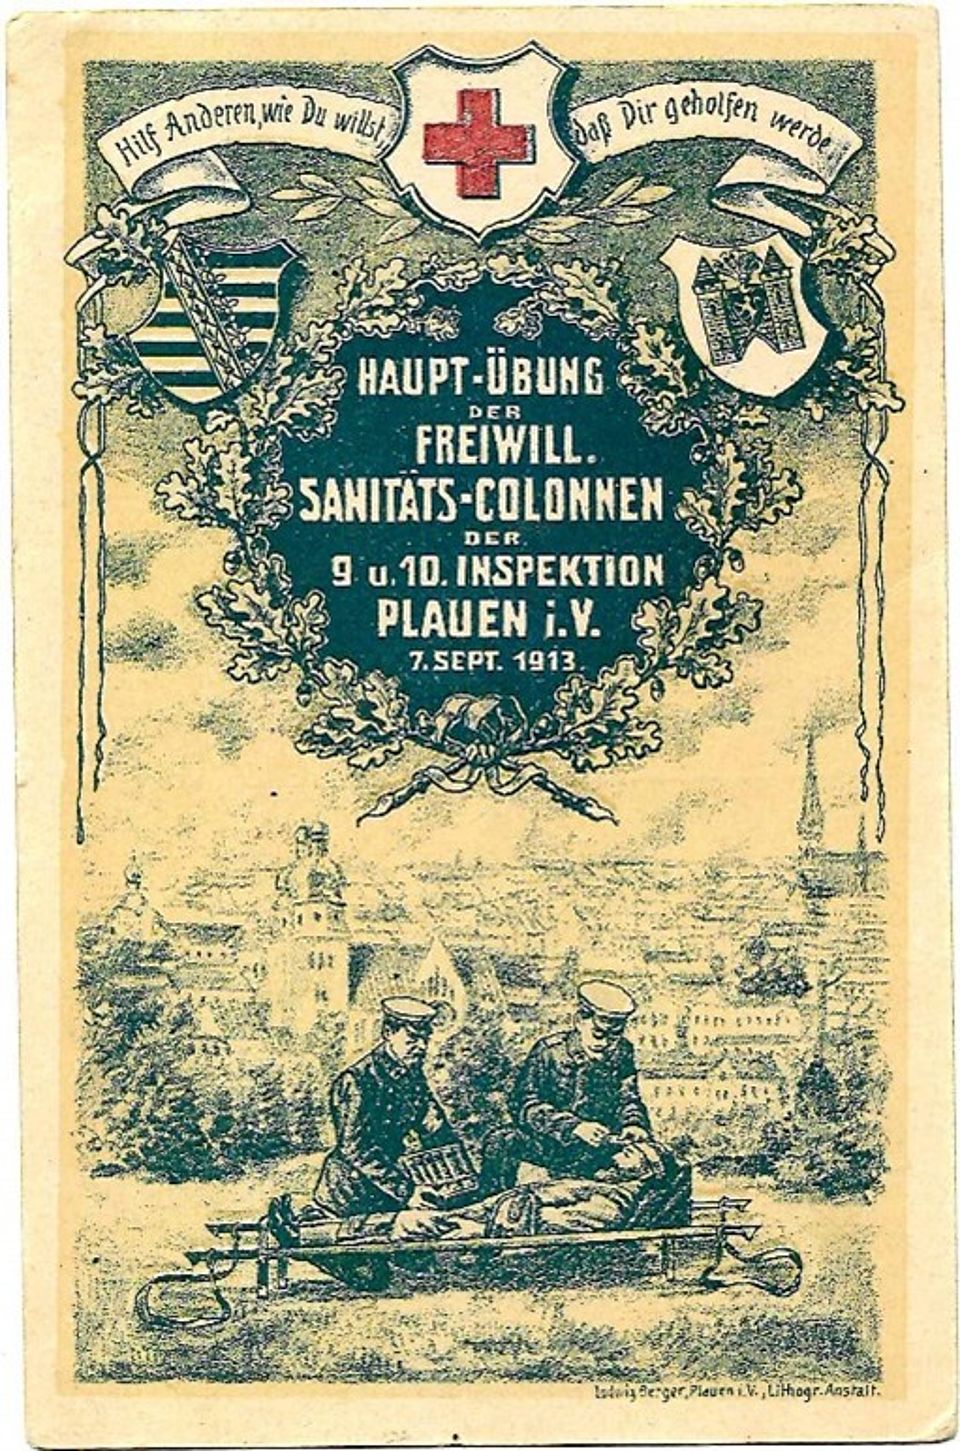 Hilf Anderen, wie Du willst,
daß Dir geholfen werde
HAUPT-ÜBUNG
DER
FREIWILL.
SANITÄTS-COLONNEN
DER
9 u. 10. INSPEKTION
PLAUEN i.V.
7. SEPT. 1913.
Ludwig Berger, Plauen i.V., Lithogr. Anstalt.